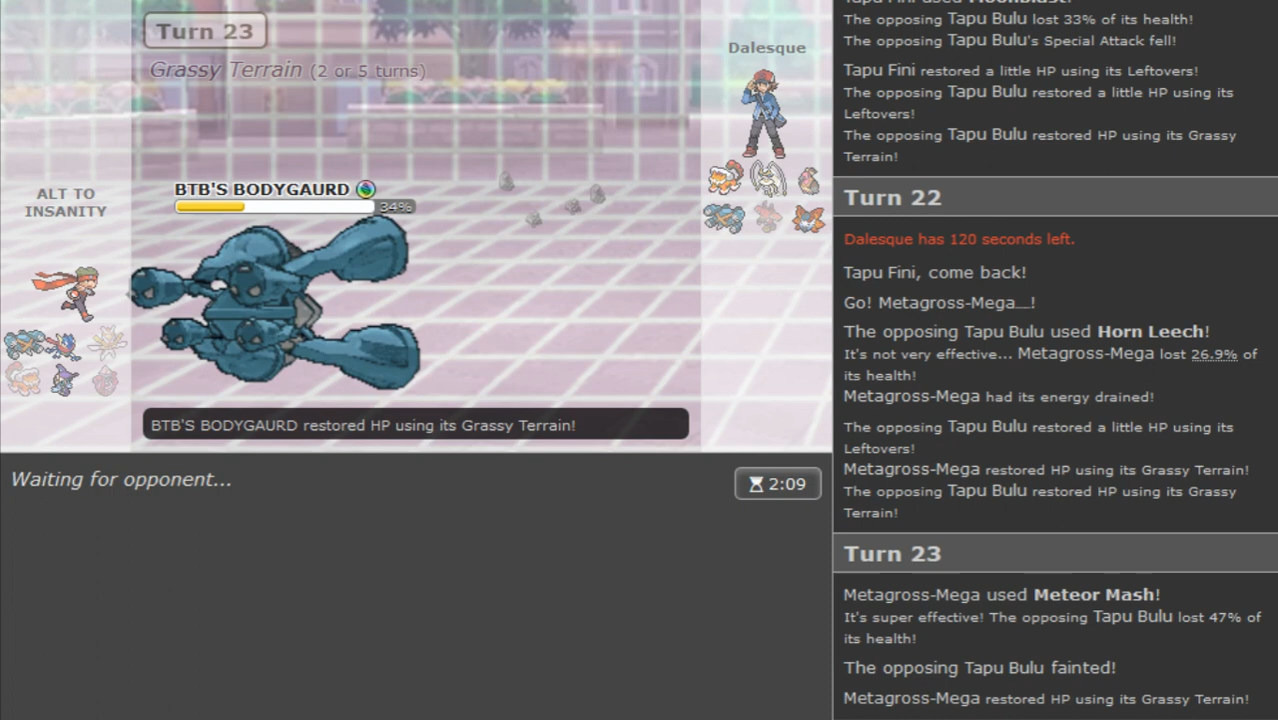 Turn 23
Grassy Terrain (2 or 5 turns)
Dalesque
ALT TO
INSANITY
BTB'S BODYGAURD
34%
BTB'S BODYGAURD restored HP using its Grassy Terrain!
Waiting for opponent...
2:09
Tapu Fini used Moonblast!
The opposing Tapu Bulu lost 33% of its health!
The opposing Tapu Bulu's Special Attack fell!
Tapu Fini restored a little HP using its Leftovers!
The opposing Tapu Bulu restored a little HP using its
Leftovers!
The opposing Tapu Bulu restored HP using its Grassy
Terrain!
Turn 22
Dalesque has 120 seconds left.
Tapu Fini, come back!
Go! Metagross-Mega!
The opposing Tapu Bulu used Horn Leech!
It's not very effective... Metagross-Mega lost 26.9% of
its health!
Metagross-Mega had its energy drained!
The opposing Tapu Bulu restored a little HP using its
Leftovers!
Metagross-Mega restored HP using its Grassy Terrain!
The opposing Tapu Bulu restored HP using its Grassy
Terrain!
Turn 23
Metagross-Mega used Meteor Mash!
It's super effective! The opposing Tapu Bulu lost 47% of
its health!
The opposing Tapu Bulu fainted!
Metagross-Mega restored HP using its Grassy Terrain!